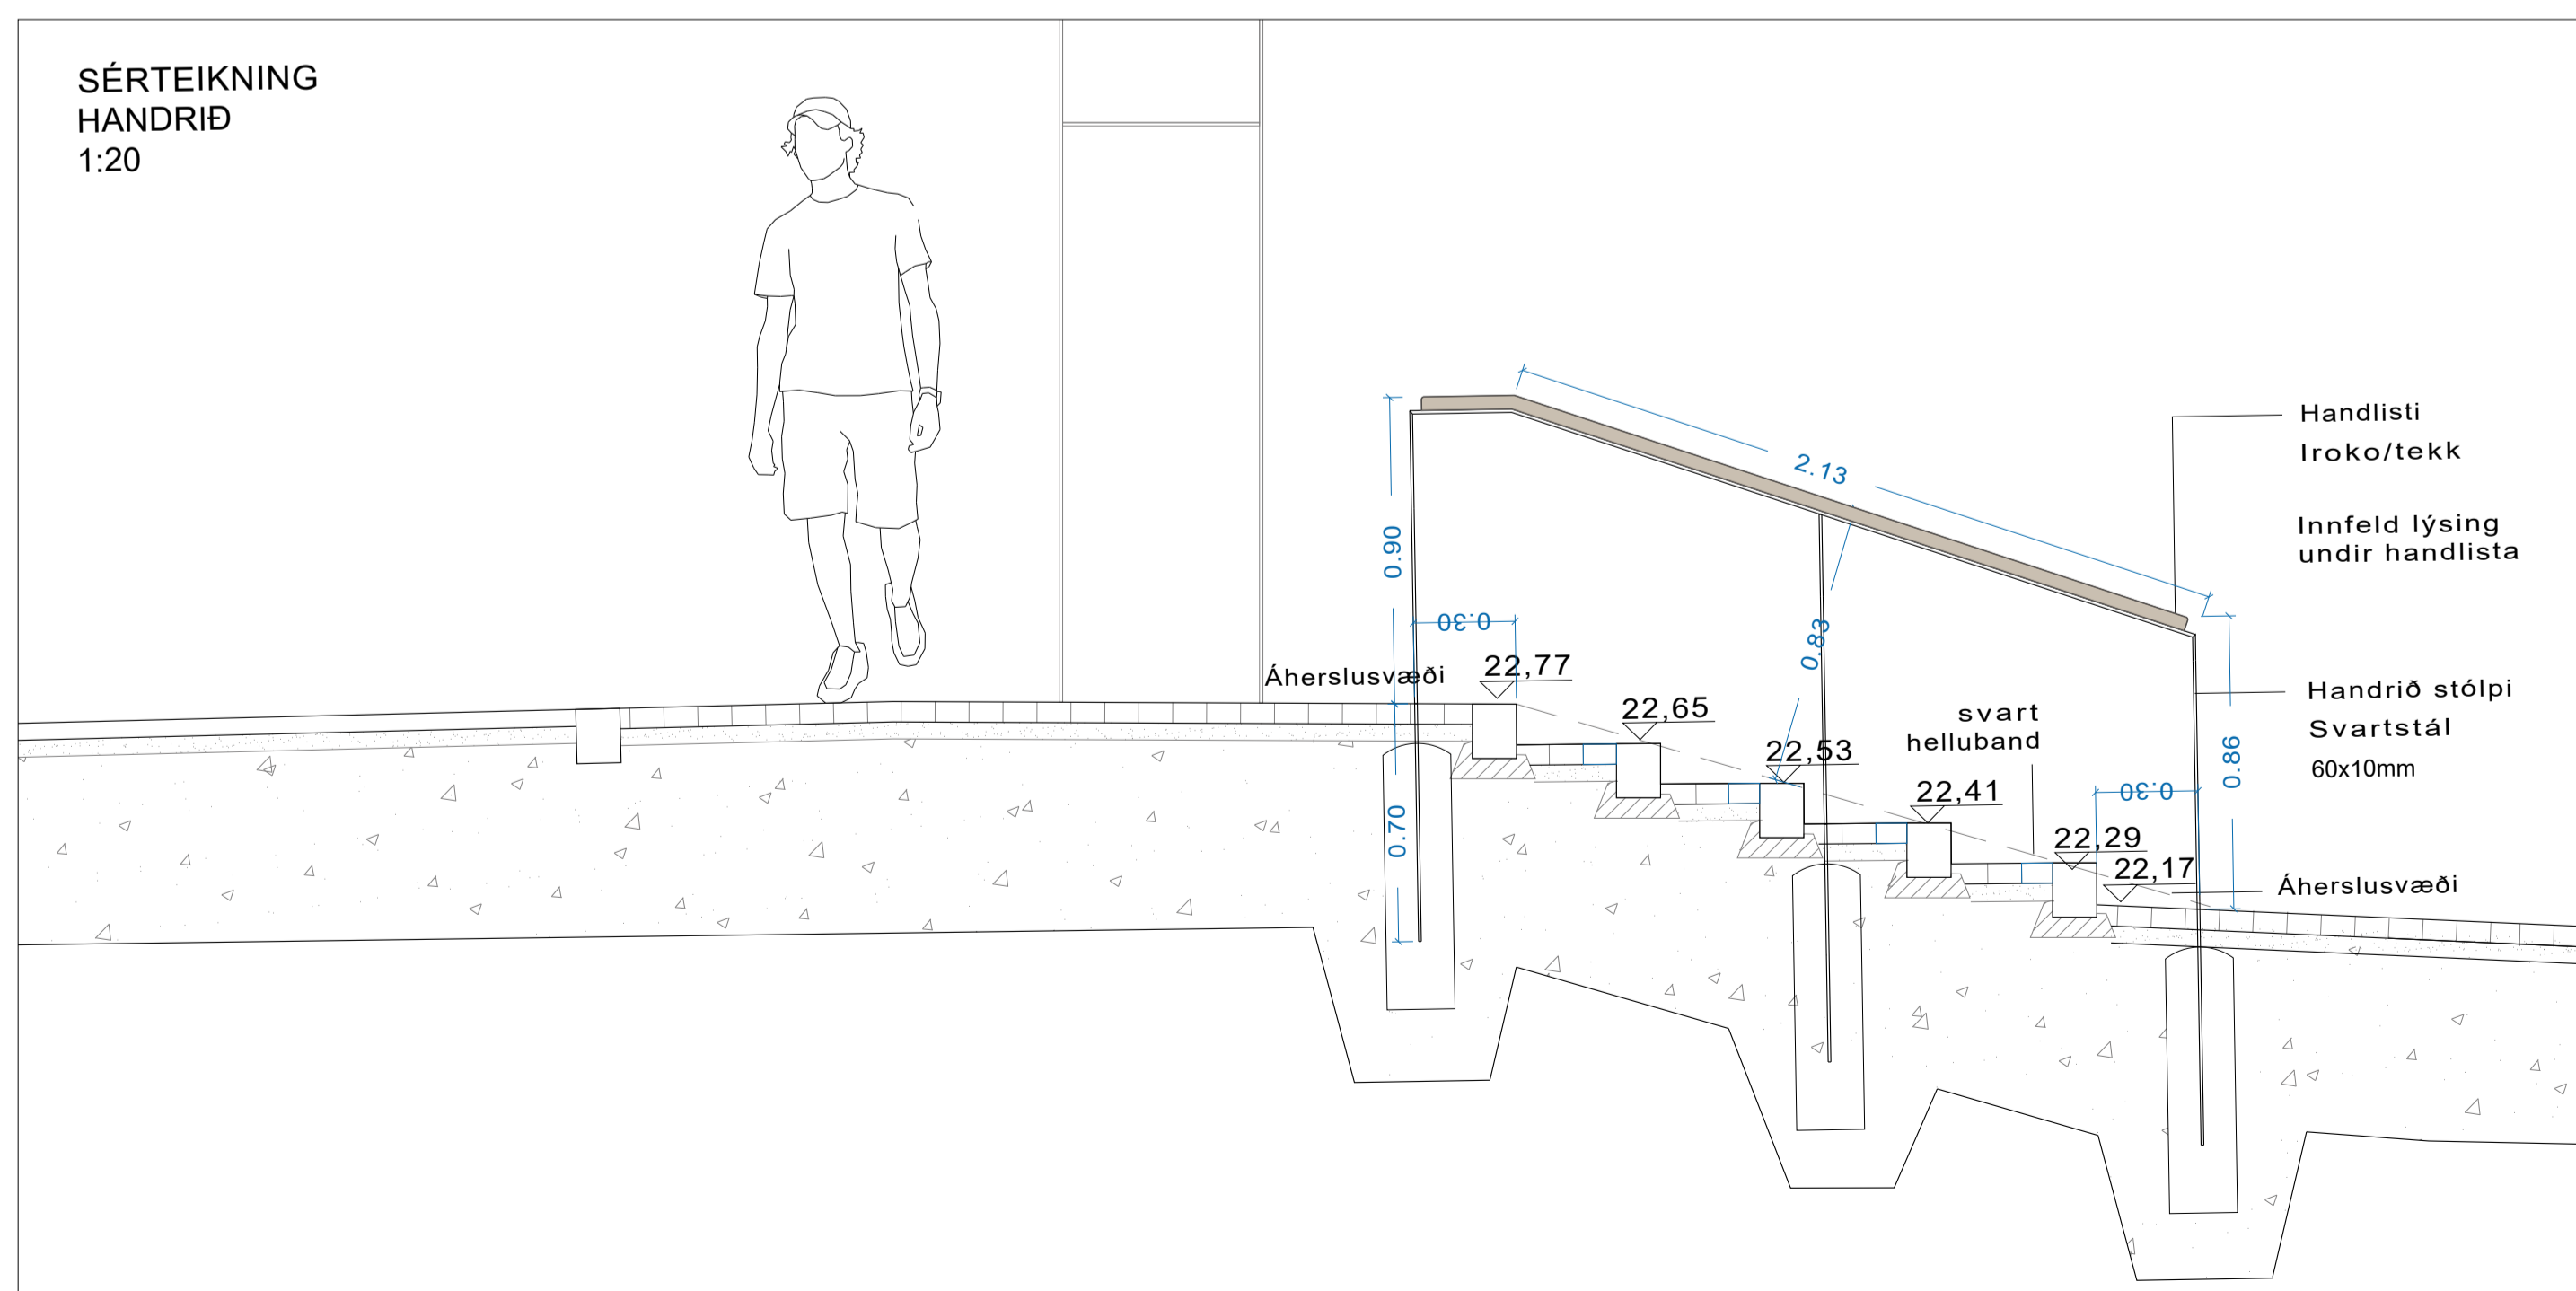 SÉRTEIKNING
HANDRIÐ
1:20
2.13
Handlisti
Iroko/tekk
Innfeld lýsing
undir handlista
0.90
0.30
0.83
Áherslusvæði
22,77
22,65
22,53
svart
helluband
22,41
22,29
22,17
0.30
0.86
Handrið stólpi
Svartstál
60x10mm
0.70
Áherslusvæði